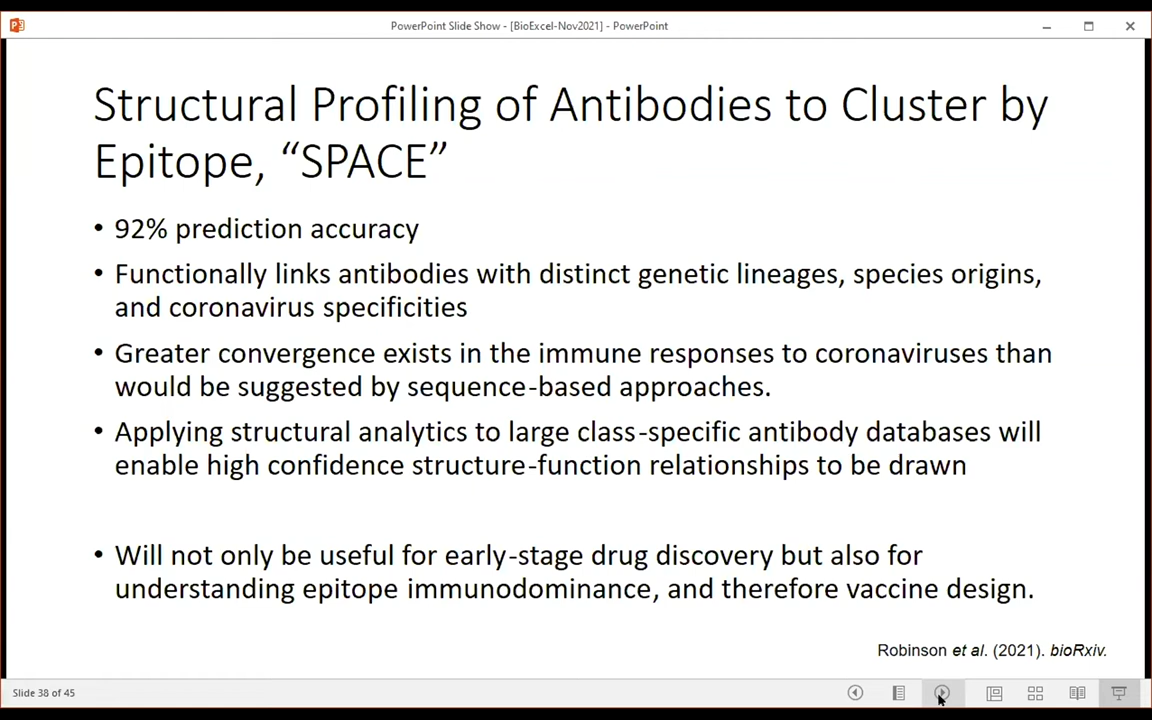 PowerPoint Slide Show - [BioExcel-Nov2021] - PowerPoint
Structural Profiling of Antibodies to Cluster by
Epitope, “SPACE”
• 92% prediction accuracy
• Functionally links antibodies with distinct genetic lineages, species origins,
and coronavirus specificities
• Greater convergence exists in the immune responses to coronaviruses than
would be suggested by sequence-based approaches.
• Applying structural analytics to large class-specific antibody databases will
enable high confidence structure-function relationships to be drawn
• Will not only be useful for early-stage drug discovery but also for
understanding epitope immunodominance, and therefore vaccine design.
Robinson et al. (2021). bioRxiv.
Slide 38 of 45